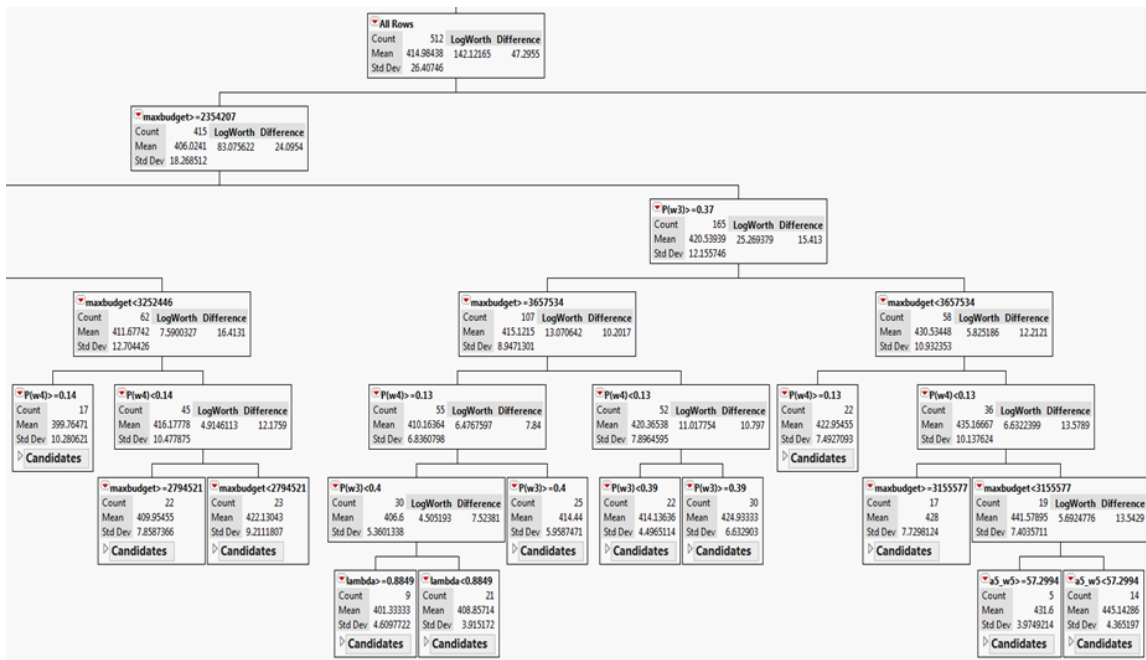 All Rows
Count 512 LogWorth Difference
Mean 414.98438 142.12165 47.2955
Std Dev 26.40746
maxbudget>=2354207
Count 415 LogWorth Difference
Mean 406.0241 83.075622 24.0954
Std Dev 18.268512
P(w3)>=0.37
Count 165 LogWorth Difference
Mean 420.53939 25.269379 15.413
Std Dev 12.155746
maxbudget<3252446
Count 62 LogWorth Difference
Mean 411.67742 7.5900327 16.4131
Std Dev 12.704426
maxbudget>=3657534
Count 107 LogWorth Difference
Mean 415.1215 13.070642 10.2017
Std Dev 8.9471301
maxbudget<3657534
Count 58 LogWorth Difference
Mean 430.53448 5.825186 12.2121
Std Dev 10.932353
P(w4)>=0.14
Count 17
Mean 399.76471
Std Dev 10.280621
Candidates
P(w4)<0.14
Count 45 LogWorth Difference
Mean 416.17778 4.9146113 12.1759
Std Dev 10.477875
P(w4)>=0.13
Count 55 LogWorth Difference
Mean 410.16364 6.4767597 7.84
Std Dev 6.8360798
P(w4)<0.13
Count 52 LogWorth Difference
Mean 420.36538 11.017754 10.797
Std Dev 7.8964595
P(w4)>=0.13
Count 22
Mean 422.95455
Std Dev 7.4927093
Candidates
P(w4)<0.13
Count 36 LogWorth Difference
Mean 435.16667 6.6322399 13.5789
Std Dev 10.137624
maxbudget>=2794521
Count 22
Mean 409.95455
Std Dev 7.8587366
Candidates
maxbudget<2794521
Count 23
Mean 422.13043
Std Dev 9.2111807
Candidates
P(w3)<0.4
Count 30 LogWorth Difference
Mean 406.6 4.505193 7.52381
Std Dev 5.3601338
P(w3)>=0.4
Count 25
Mean 414.44
Std Dev 5.9587471
Candidates
P(w3)<0.39
Count 22
Mean 414.13636
Std Dev 4.4965114
Candidates
P(w3)>=0.39
Count 30
Mean 424.93333
Std Dev 6.632903
Candidates
maxbudget>=3155577
Count 17
Mean 428
Std Dev 7.7298124
Candidates
maxbudget<3155577
Count 19 LogWorth Difference
Mean 441.57895 5.6924776 13.5429
Std Dev 7.4035711
lambda>=0.8849
Count 9
Mean 401.33333
Std Dev 4.6097722
Candidates
lambda<0.8849
Count 21
Mean 408.85714
Std Dev 3.915172
Candidates
a5_w5>=57.2994
Count 5
Mean 431.6
Std Dev 3.9749214
Candidates
a5_w5<57.2994
Count 14
Mean 445.14286
Std Dev 4.365197
Candidates